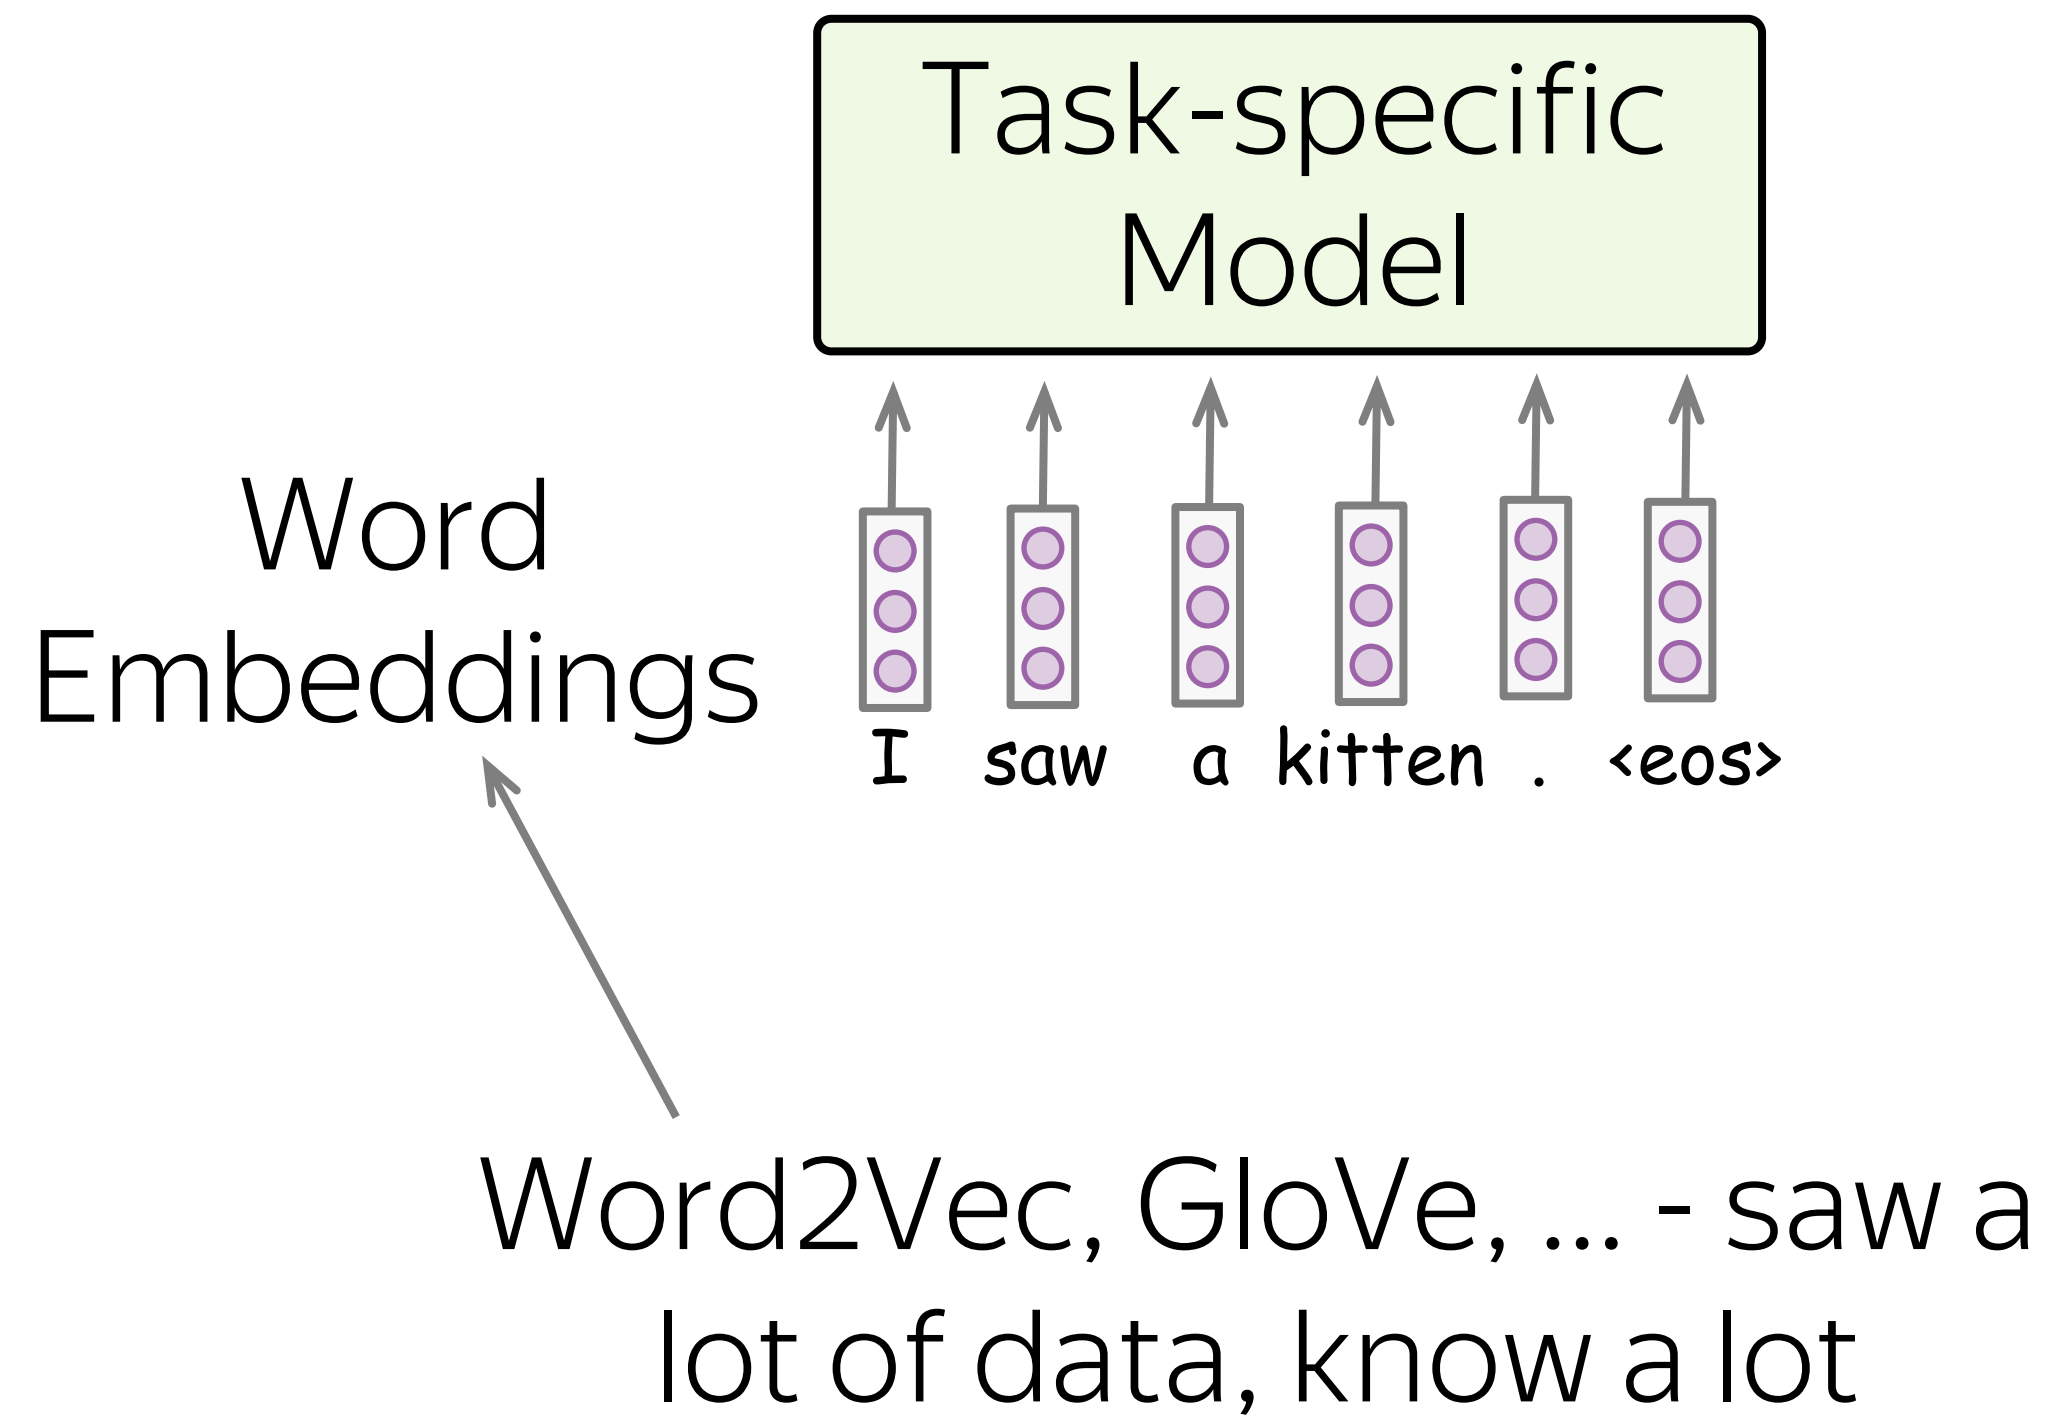 Task-specific
Model
Word
Embeddings
I saw a kitten . <eos>
Word2Vec, GloVe, ... - saw a
lot of data, know a lot